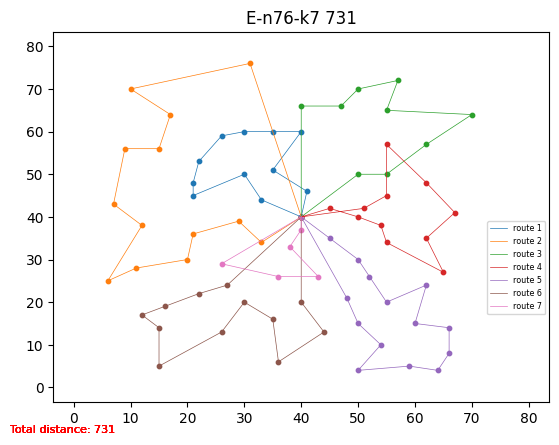 E-n76-k7 731
80
70
60
50
40
30
20
10
0
route 1
route 2
route 3
route 4
route 5
route 6
route 7
0 10 20 30 40 50 60 70 80
Total distance: 731